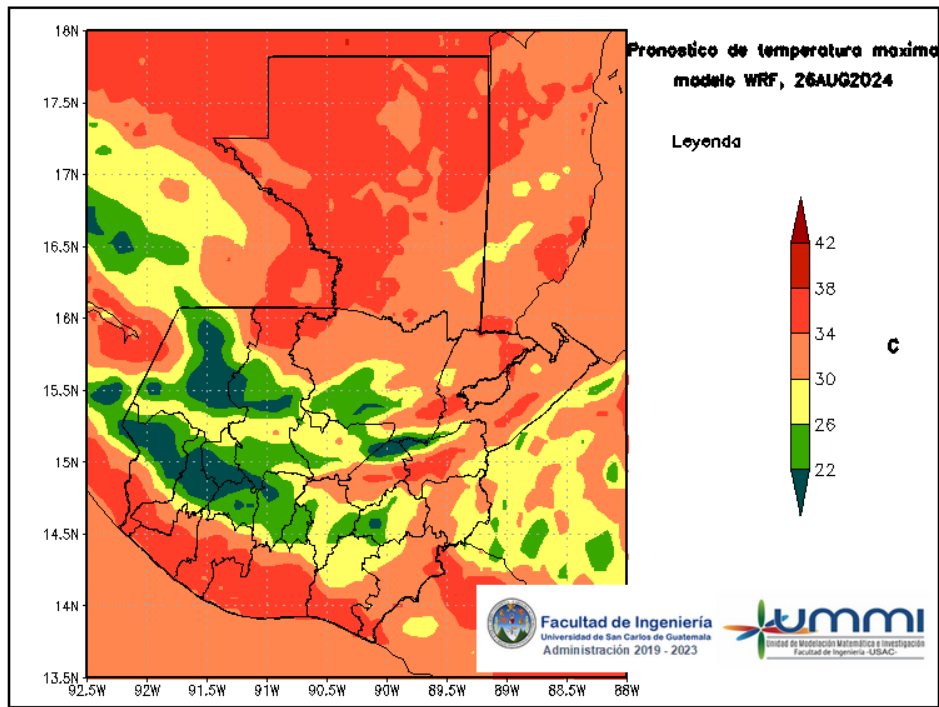 Pronostico de temperatura maxima
modelo WRF, 26AUG2024
Leyenda
18N
17.5N
17N
16.5N
16N
15.5N
15N
14.5N
14N
13.5N
92.5W 92W 91.5W 91W 90.5W 90W 89.5W 89W 88.5W 88W
42
38
34
30
26
22
C
Facultad de Ingeniería
Universidad de San Carlos de Guatemala
Administración 2019 - 2023
UMMI
Unidad de Modelación Matemática e Investigación
Facultad de Ingeniería -USAC-